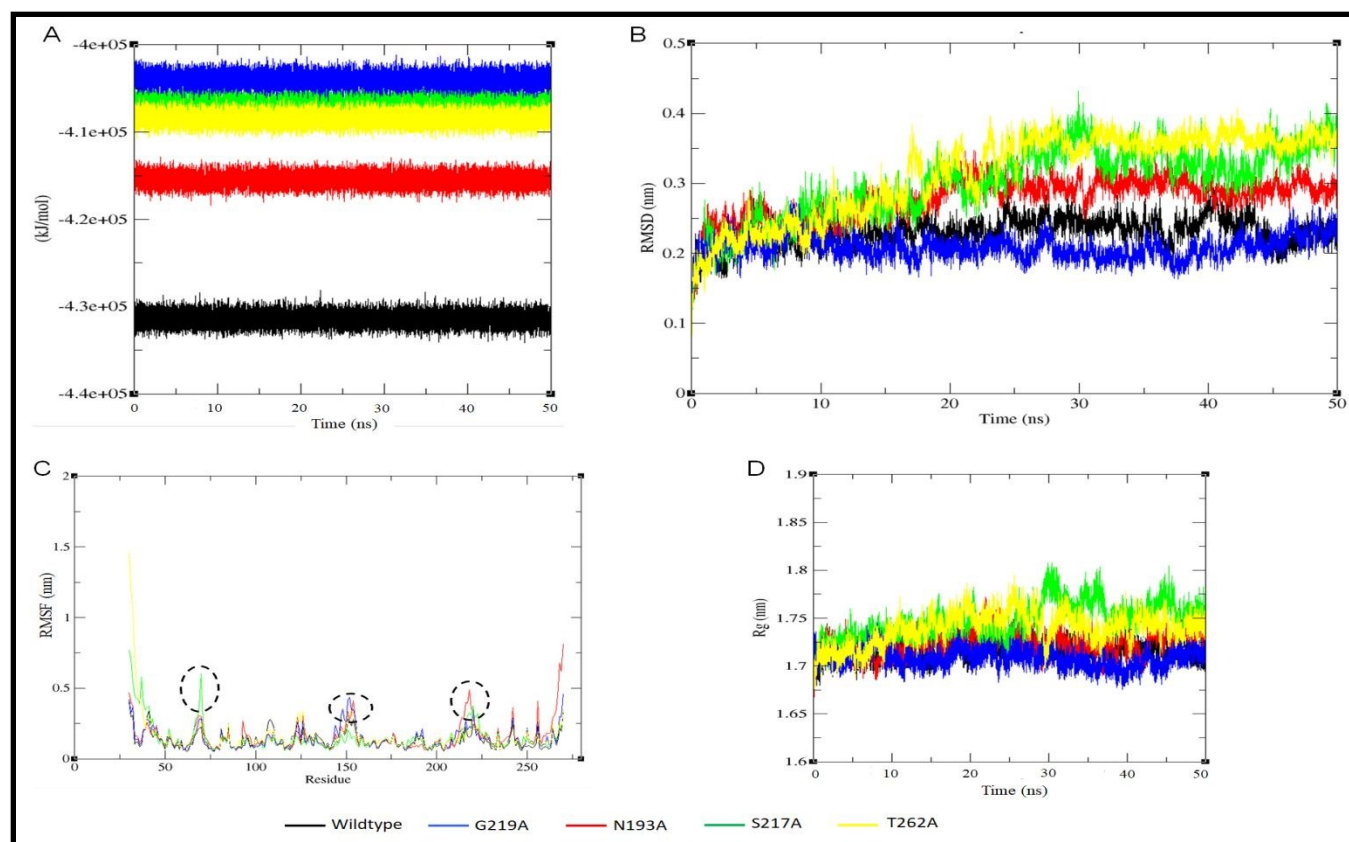 A
-4e+05
-4.1e+05
-4.2e+05
-4.3e+05
-4.4e+05
(kJ/mol)
0 10 20 30 40 50
Time (ns)
B
0.5
0.4
0.3
0.2
0.1
0
RMSD (nm)
0 10 20 30 40 50
Time (ns)
C
2
1.5
1
0.5
0
RMSF (nm)
0 50 100 150 200 250
Residue
D
1.9
1.85
1.8
1.75
1.7
1.65
1.6
Rg (nm)
0 10 20 30 40 50
Time (ns)
Wildtype G219A N193A S217A T262A